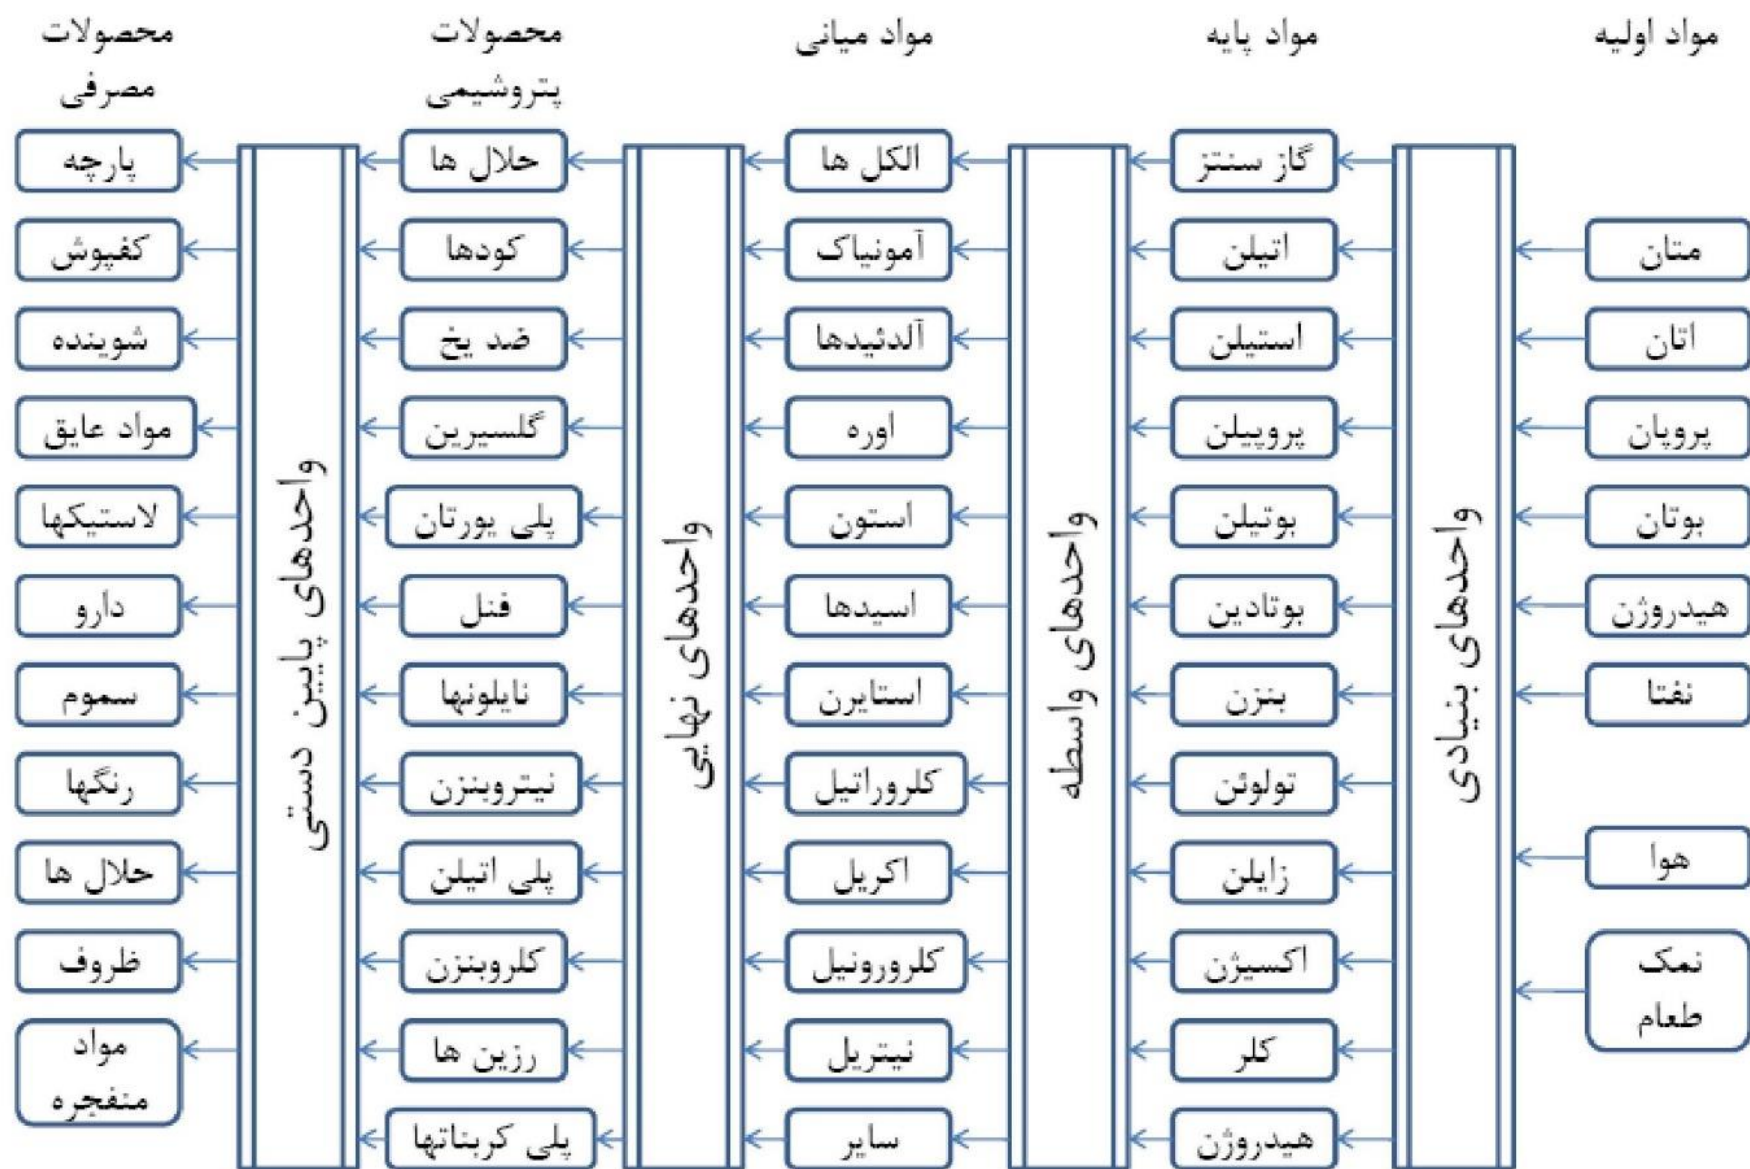 مواد اولیه
مواد پایه
مواد میانی
محصولات
پتروشیمی
محصولات
مصرفی
متان
اتان
پروپان
بوتان
هیدروژن
نفتا
هوا
نمک
طعام
واحدهای بنیادی
گاز سنتز
اتیلن
استیلن
پروپیلن
بوتیلن
بوتادین
بنزن
تولوئن
زایلن
اکسیژن
کلر
هیدروژن
واحدهای واسطه
الکل ها
آمونیاک
آلدئیدها
اوره
استون
اسیدها
استایرن
کلروراتیل
اکریل
کلرورونیل
نیتریل
سایر
واحدهای نهایی
حلال ها
کودها
ضد یخ
گلسیرین
پلی یورتان
فنل
نایلونها
نیتروبنزن
پلی اتیلن
کلروبنزن
رزین ها
پلی کربناتها
واحدهای پایین دستی
پارچه
کفپوش
شوینده
مواد عایق
لاستیکها
دارو
سموم
رنگها
حلال ها
ظروف
مواد
منفجره